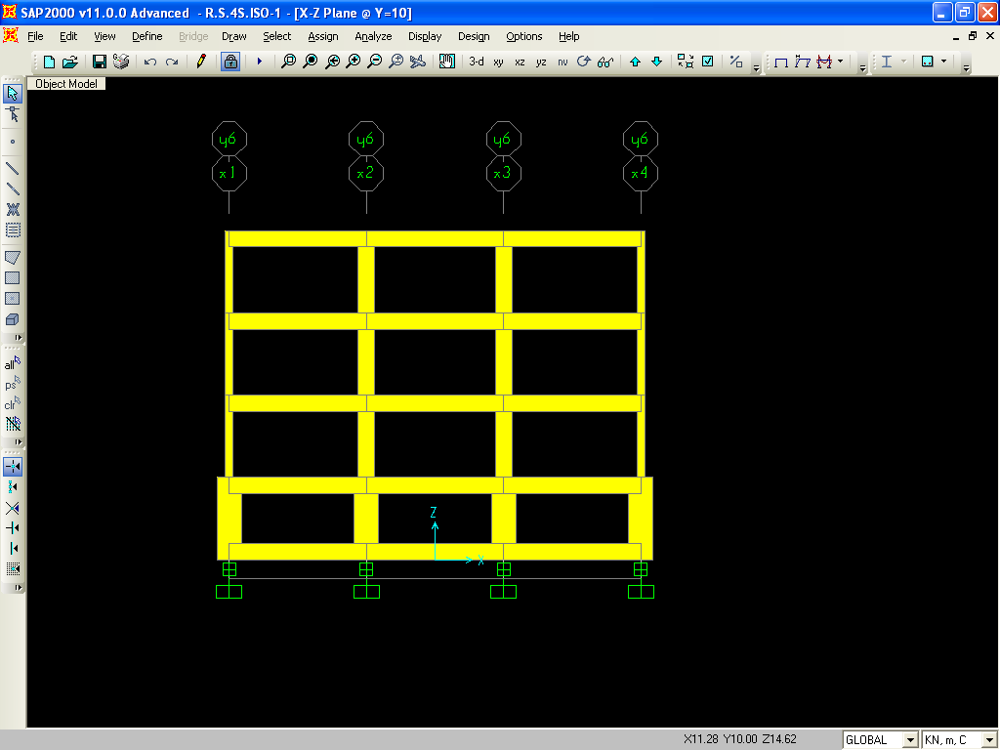 SAP2000 v11.0.0 Advanced - R.S.4S.ISO-1 - [X-Z Plane @ Y=10]
File Edit View Define Bridge Draw Select Assign Analyze Display Design Options Help
3-d xy xz yz nv
Object Model
y6 y6 y6 y6
x1 x2 x3 x4
all
ps
clr
Z
X
X11.28 Y10.00 Z14.62 GLOBAL KN, m, C